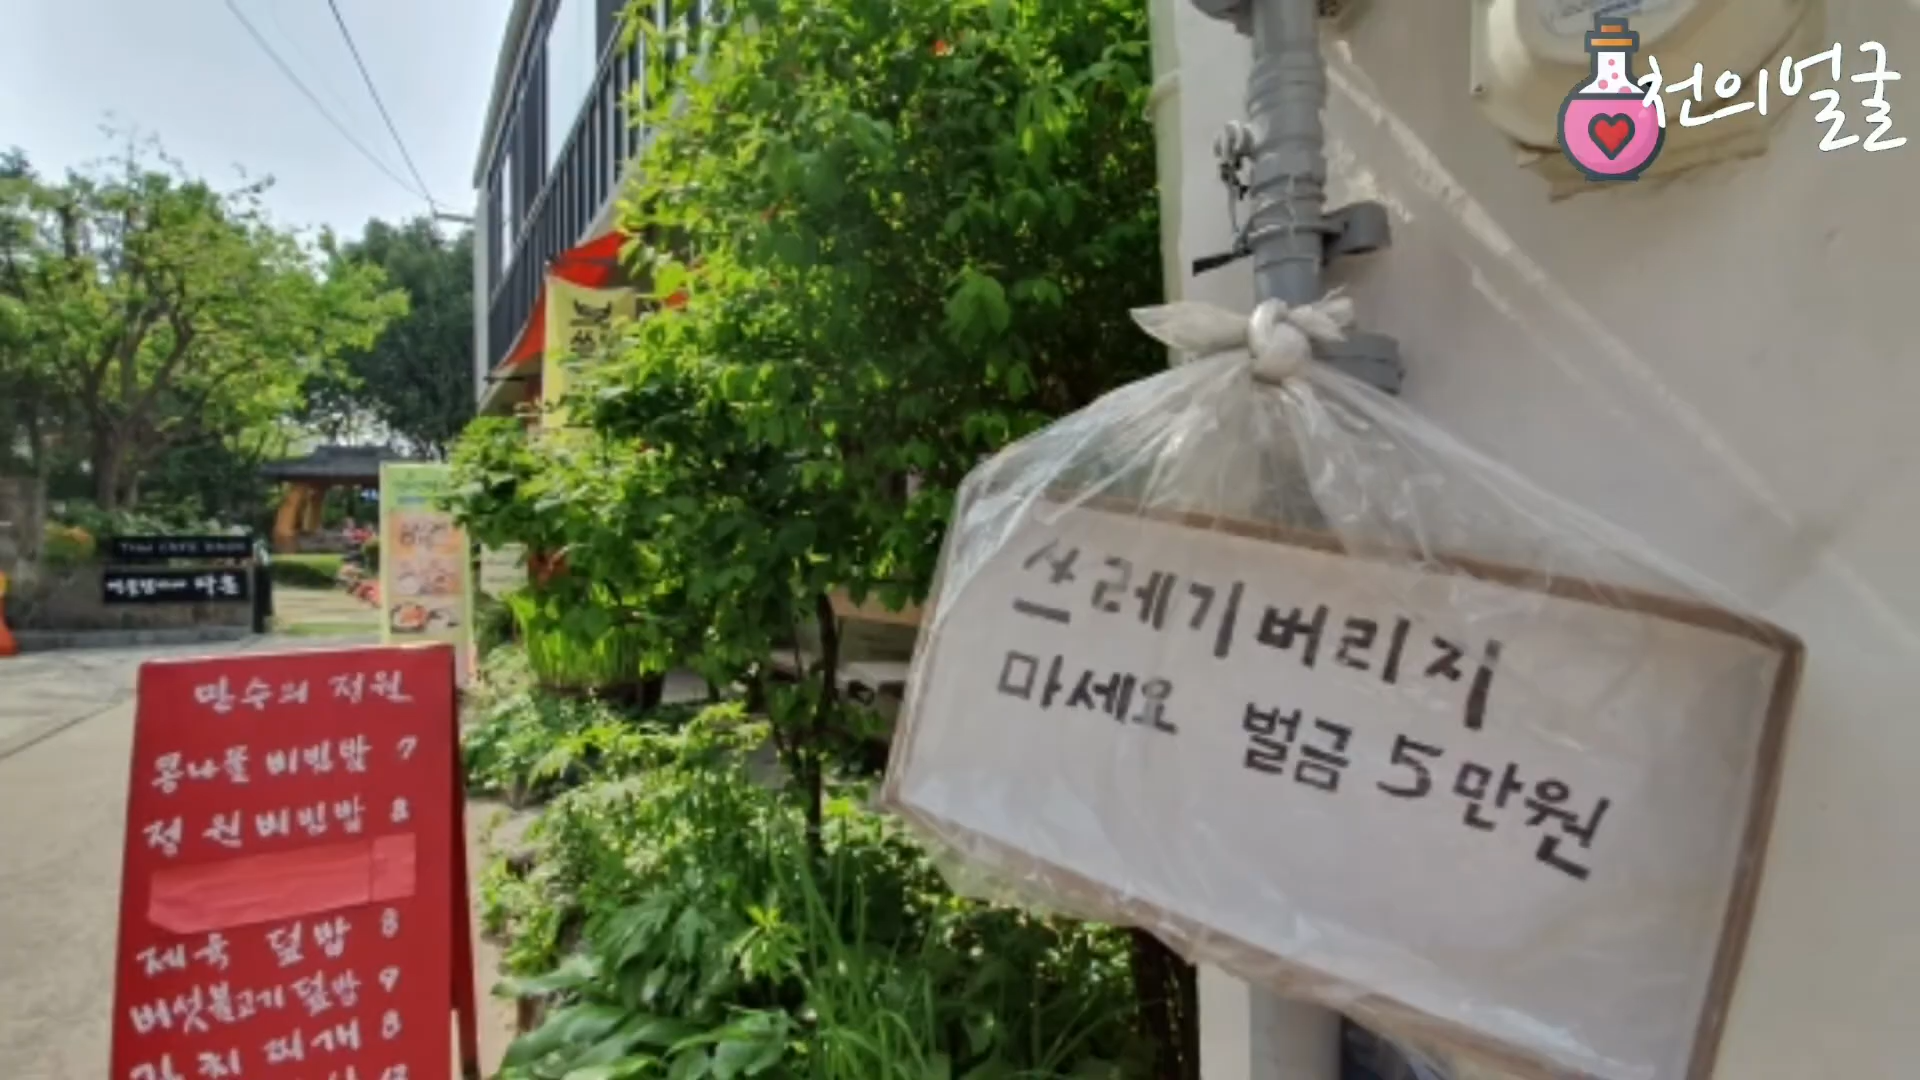 천의얼굴
쓰레기버리지
마세요 벌금 5만원
만수의 정원
콩나물 비빔밥 7
정원비빔밥 8
제육 덮밥 8
버섯불고기덮밥 9
김치찌개 8